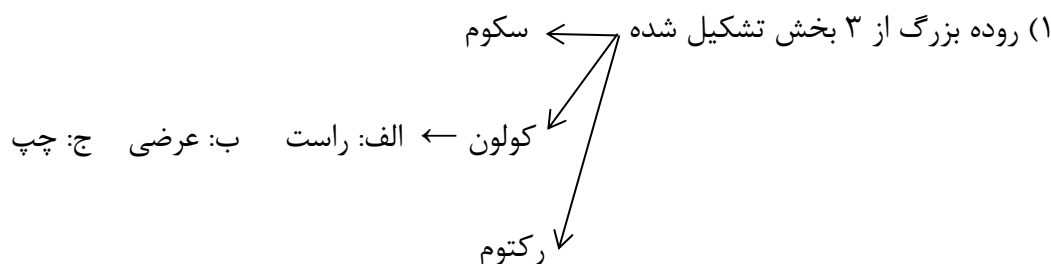 ۱) روده بزرگ از ۳ بخش تشکیل شده سکوم
کولون ← الف: راست ب: عرضی ج: چپ
رکتوم